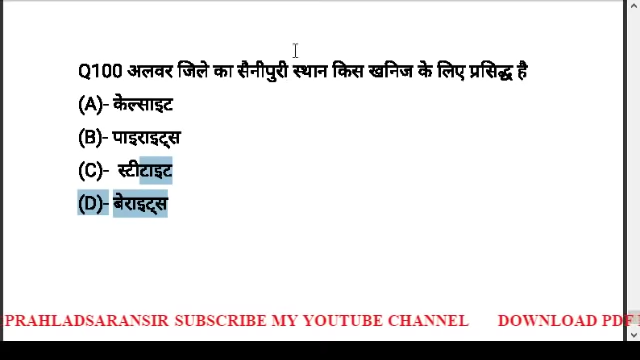 Q100 अलवर जिले का सैनीपुरी स्थान किस खनिज के लिए प्रसिद्ध है
(A)- केल्साइट
(B)- पाइराइट्स
(C)- स्टीटाइट
(D)- बेराइट्स
PRAHLADSARANSIR SUBSCRIBE MY YOUTUBE CHANNEL DOWNLOAD PDF